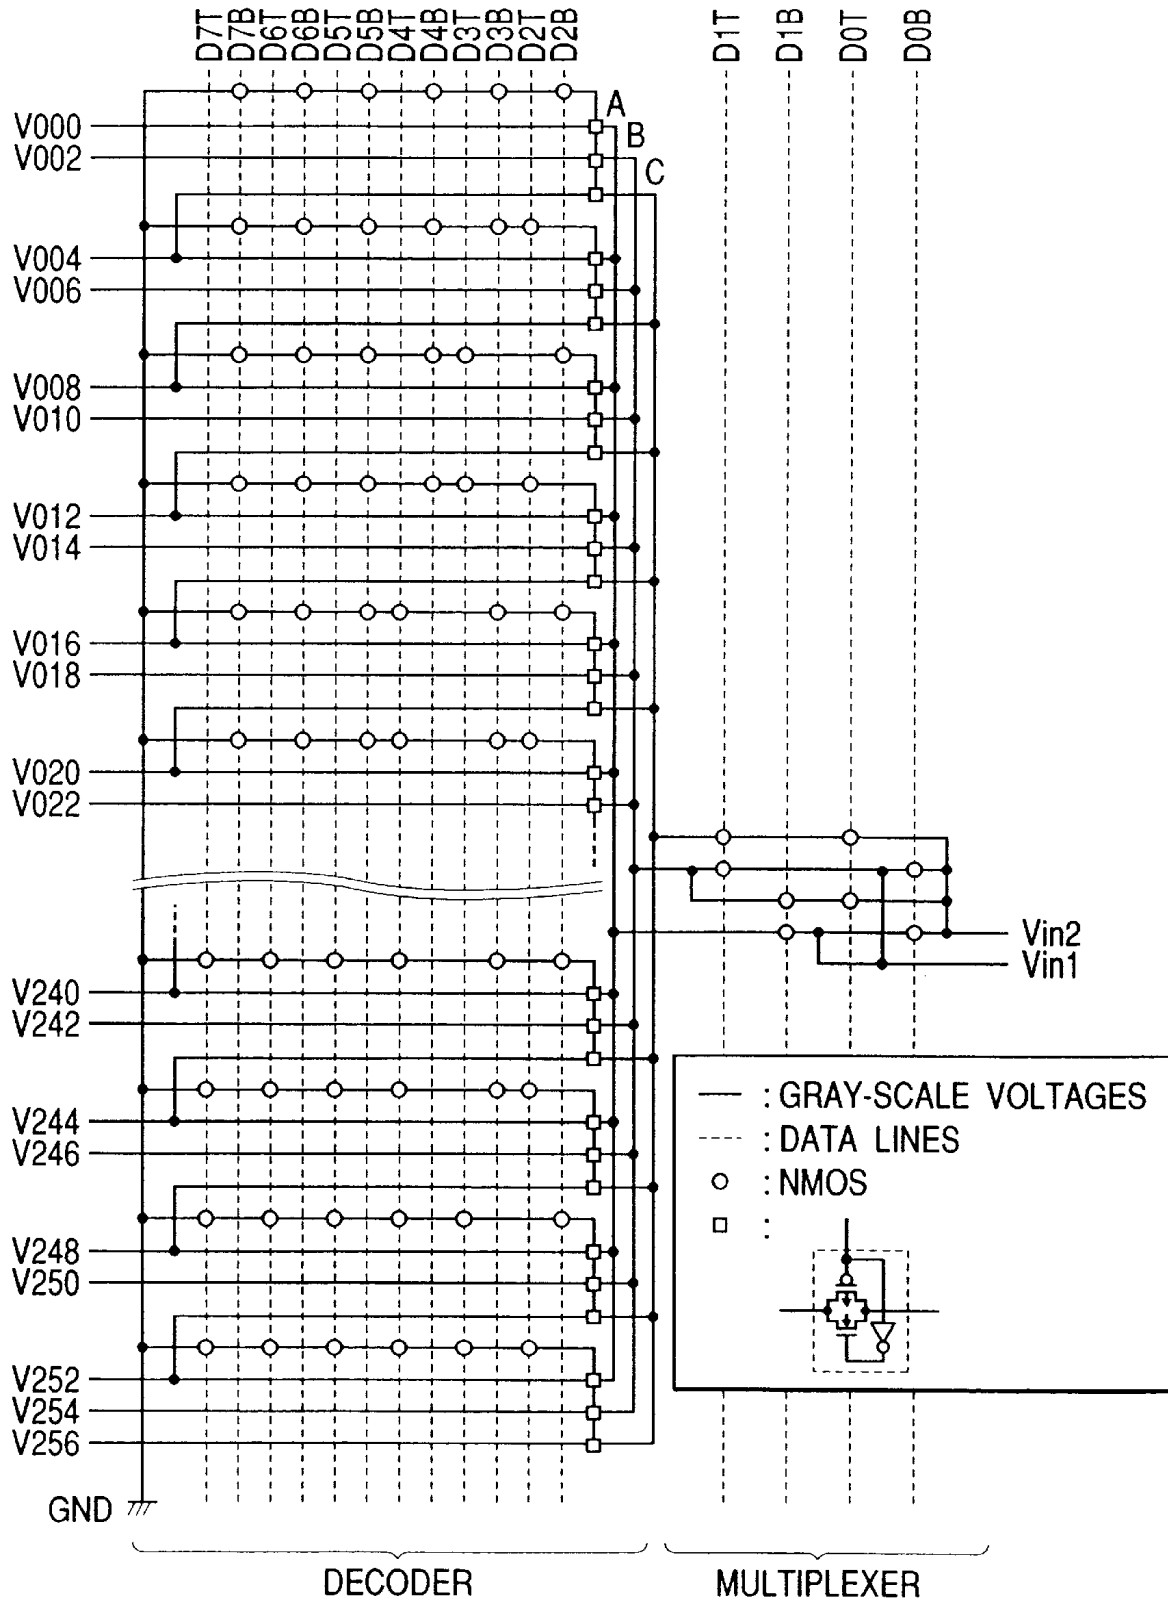 D7T D7B D6T D6B D5T D5B D4T D4B D3T D3B D2T D2B D1T D1B D0T D0B
A
V000
B
V002
C
V004
V006
V008
V010
V012
V014
V016
V018
V020
V022
Vin2
Vin1
V240
V242
: GRAY-SCALE VOLTAGES
V244
: DATA LINES
V246
: NMOS
:
V248
V250
V252
V254
V256
GND
DECODER MULTIPLEXER